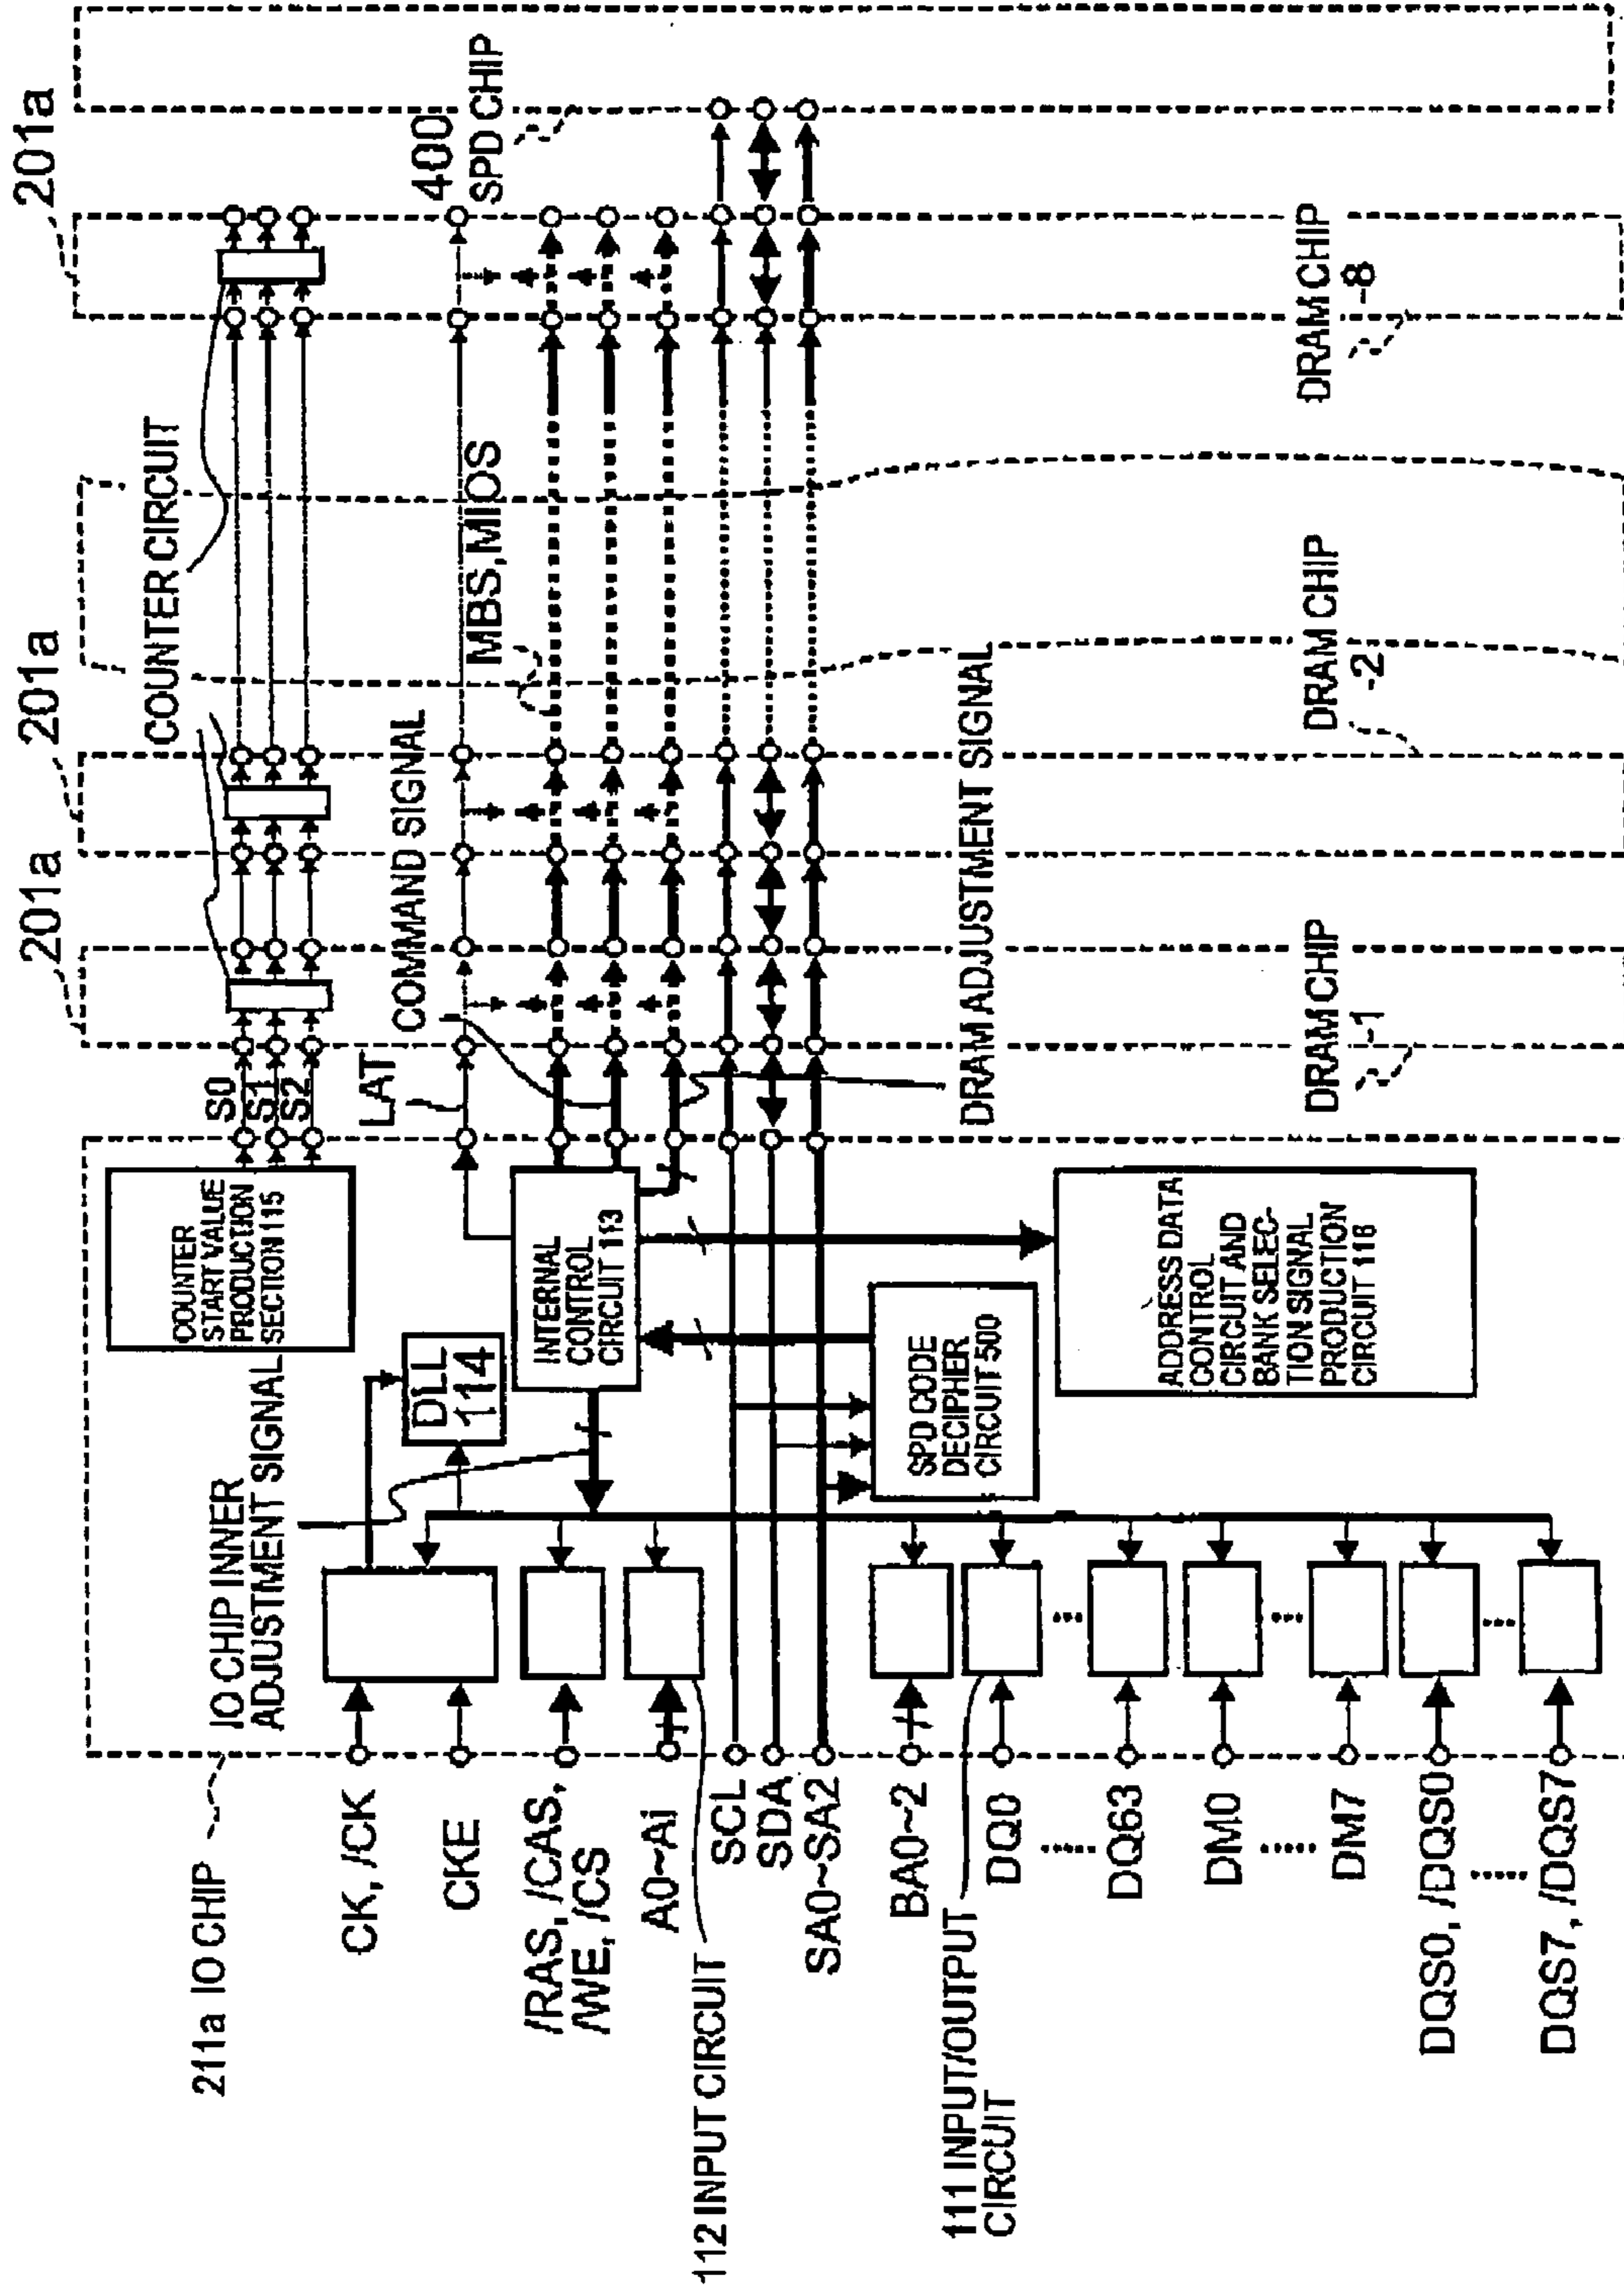 201a
201a
201a
400
SPD CHIP
COUNTER CIRCUIT
MBS,MIOS
COMMAND SIGNAL
DRAM ADJUSTMENT SIGNAL
DRAM CHIP
-8
DRAM CHIP
-2
DRAM CHIP
-1
S0
S1
S2
LAT
COUNTER
START VALUE
PRODUCTION
SECTION 115
INTERNAL
CONTROL
CIRCUIT 113
DLL
114
SPD CODE
DECIPHER
CIRCUIT 500
ADDRESS DATA
CONTROL
CIRCUIT AND
BANK SELEC-
TION SIGNAL
PRODUCTION
CIRCUIT 116
IO CHIP INNER
ADJUSTMENT SIGNAL
211a IO CHIP
CK, /CK
CKE
/RAS, /CAS,
/WE, /CS
A0~Ai
SCL
SDA
SA0~SA2
BA0~2
DQ0
......
DQ63
DM0
......
DM7
DQS0, /DQS0
......
DQS7, /DQS7
112 INPUT CIRCUIT
111 INPUT/OUTPUT
CIRCUIT